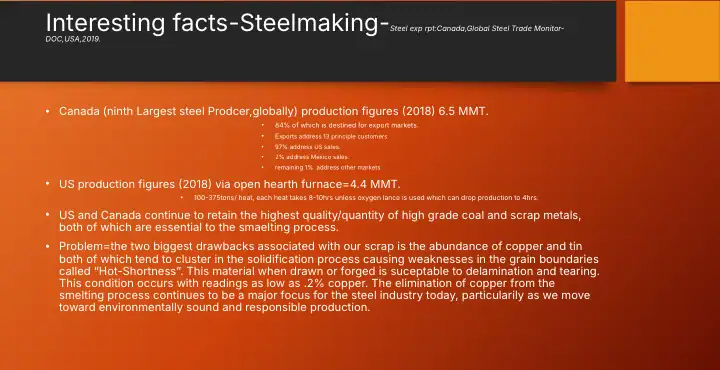 Interesting facts-Steelmaking-Steel exp rpt:Canada,Global Steel Trade Monitor-
DOC,USA,2019.
• Canada (ninth Largest steel Prodcer,globally) production figures (2018) 6.5 MMT.
• 64% of which is destined for export markets.
• Exports address 13 principle customers
• 97% address US sales.
• 2% address Mexico sales.
• remaining 1% address other markets
• US production figures (2018) via open hearth furnace=4.4 MMT.
• 100-375tons/ heat, each heat takes 8-10hrs unless oxygen lance is used which can drop production to 4hrs.
• US and Canada continue to retain the highest quality/quantity of high grade coal and scrap metals,
both of which are essential to the smaelting process.
• Problem=the two biggest drawbacks associated with our scrap is the abundance of copper and tin
both of which tend to cluster in the solidification process causing weaknesses in the grain boundaries
called “Hot-Shortness”. This material when drawn or forged is suceptable to delamination and tearing.
This condition occurs with readings as low as .2% copper. The elimination of copper from the
smelting process continues to be a major focus for the steel industry today, particularily as we move
toward environmentally sound and responsible production.